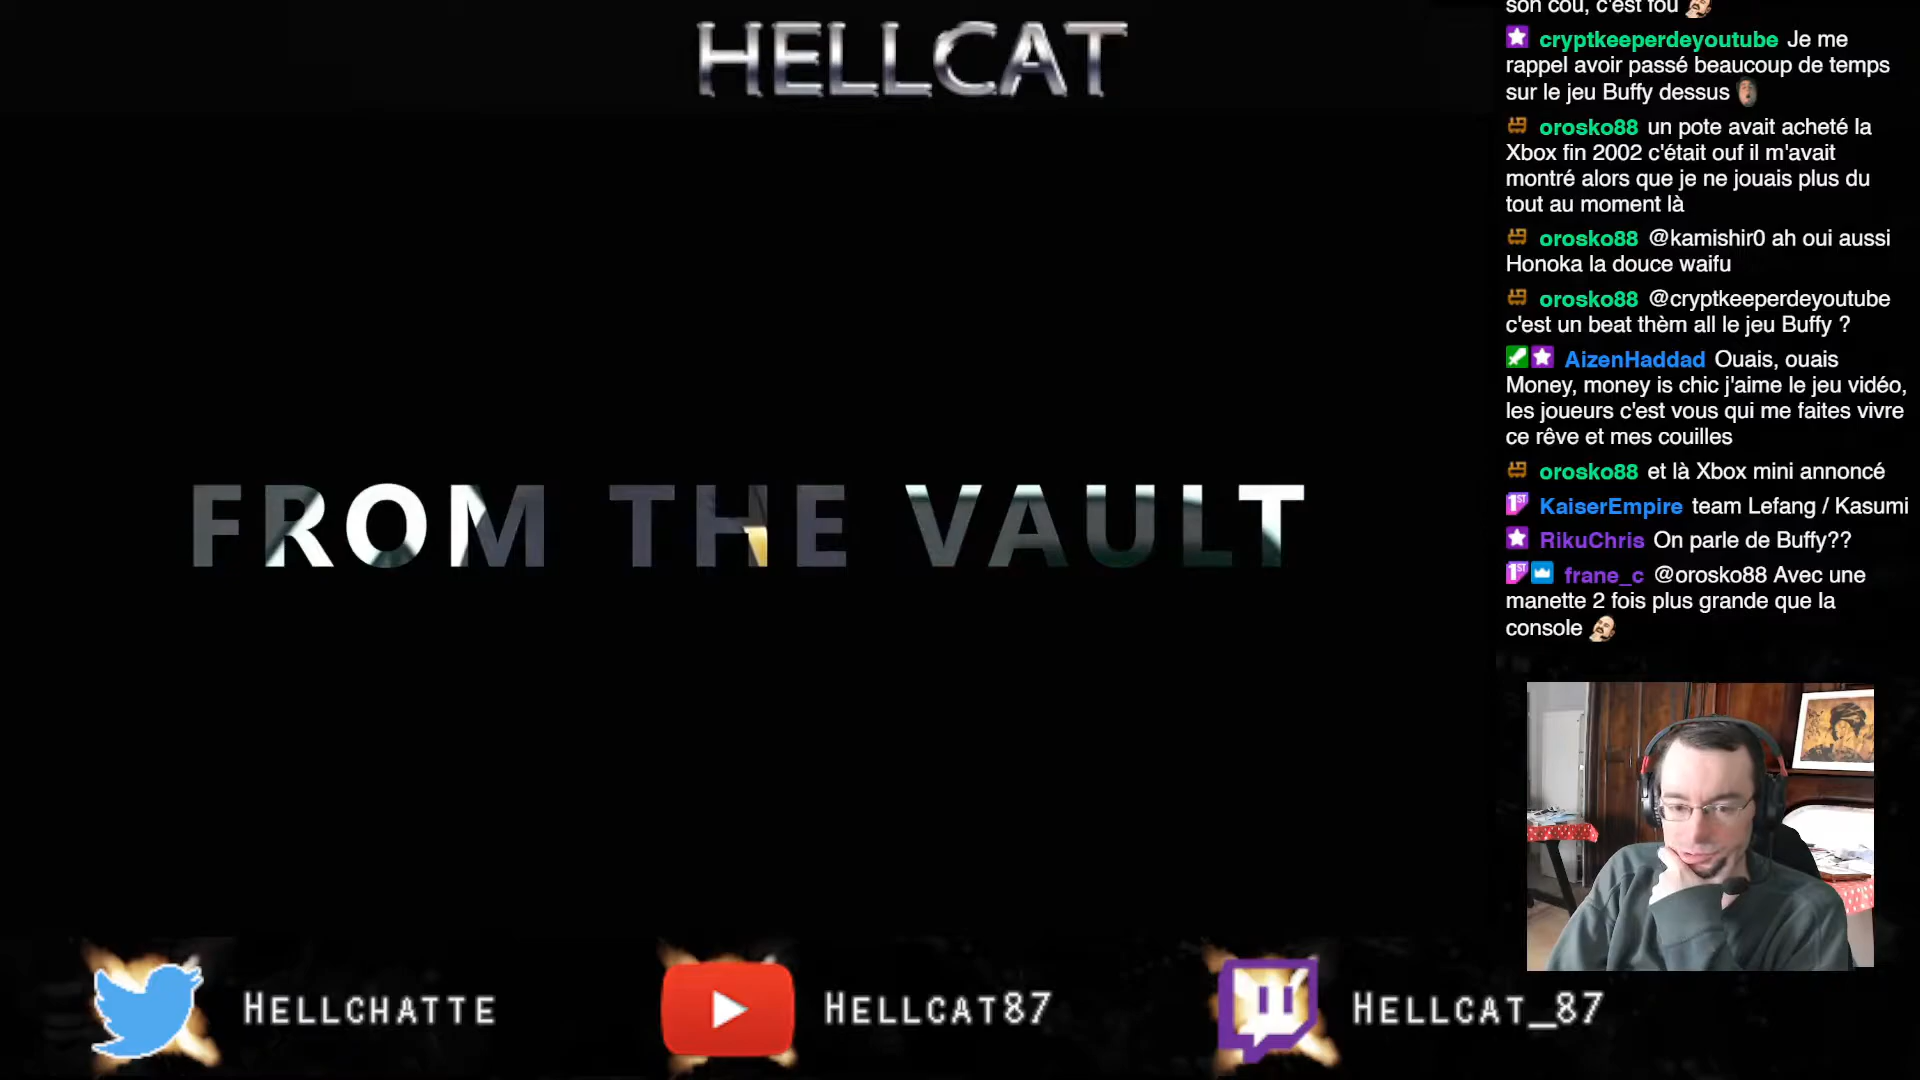 HELLCAT
FROM THE VAULT
son cou, c'est fou
cryptkeeperdeyoutube Je me
rappel avoir passé beaucoup de temps
sur le jeu Buffy dessus
orosko88 un pote avait acheté la
Xbox fin 2002 c'était ouf il m'avait
montré alors que je ne jouais plus du
tout au moment là
orosko88 @kamishir0 ah oui aussi
Honoka la douce waifu
orosko88 @cryptkeeperdeyoutube
c'est un beat thèm all le jeu Buffy ?
AizenHaddad Ouais, ouais
Money, money is chic j'aime le jeu vidéo,
les joueurs c'est vous qui me faites vivre
ce rêve et mes couilles
orosko88 et là Xbox mini annoncé
1ST KaiserEmpire team Lefang / Kasumi
RikuChris On parle de Buffy??
1ST frane_c @orosko88 Avec une
manette 2 fois plus grande que la
console
HELLCHATTE
HELLCAT87
HELLCAT_87